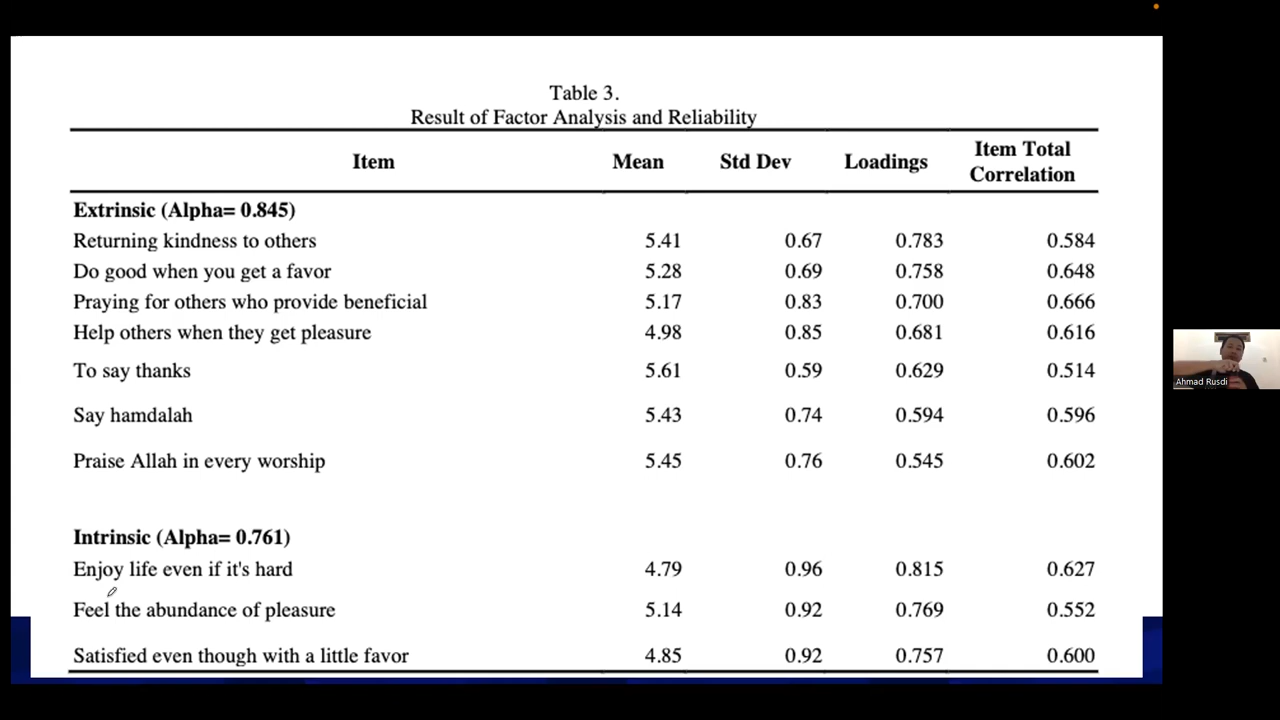 Table 3.
Result of Factor Analysis and Reliability
Item Mean Std Dev Loadings Item Total Correlation
Extrinsic (Alpha= 0.845)
Returning kindness to others 5.41 0.67 0.783 0.584
Do good when you get a favor 5.28 0.69 0.758 0.648
Praying for others who provide beneficial 5.17 0.83 0.700 0.666
Help others when they get pleasure 4.98 0.85 0.681 0.616
To say thanks 5.61 0.59 0.629 0.514
Say hamdalah 5.43 0.74 0.594 0.596
Praise Allah in every worship 5.45 0.76 0.545 0.602
Intrinsic (Alpha= 0.761)
Enjoy life even if it's hard 4.79 0.96 0.815 0.627
Feel the abundance of pleasure 5.14 0.92 0.769 0.552
Satisfied even though with a little favor 4.85 0.92 0.757 0.600
Ahmad Rusdi